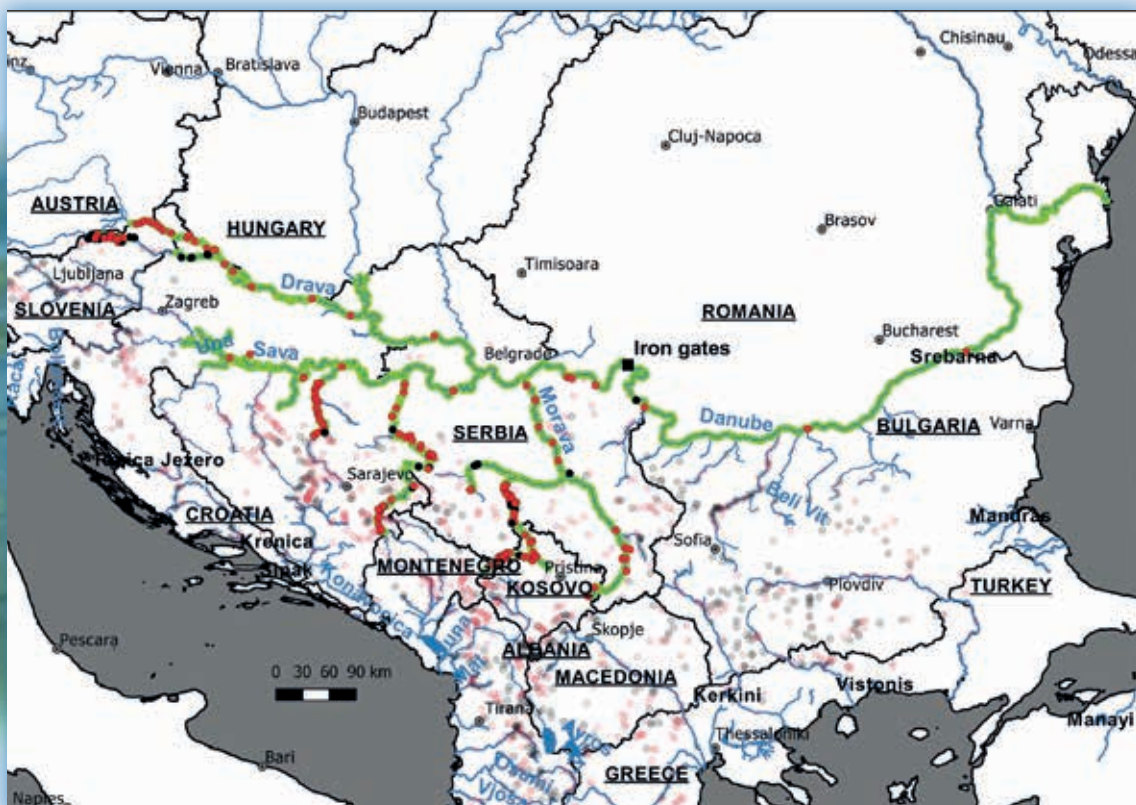 Chisinau
Odessa
Vienna
Bratislava
Budapest
Cluj-Napoca
AUSTRIA
HUNGARY
Galati
Brasov
Ljubljana
Drava
Timisoara
SLOVENIA
Zagreb
ROMANIA
Bucharest
Una
Sava
Belgrade
Iron gates
Srebarna
Morava
Danube
BULGARIA
Varna
SERBIA
Sarajevo
Beli Vit
CROATIA
Mandras
Krenica
Sofia
MONTENEGRO
Pristina
Plovdiv
TURKEY
KOSOVO
Pescara
Skopje
ALBANIA
0 30 60 90 km
MACEDONIA
Kerkini
Vistonis
Tirana
Manayi
Thessaloniki
Bari
GREECE
Osumi
Vjosa
Naples